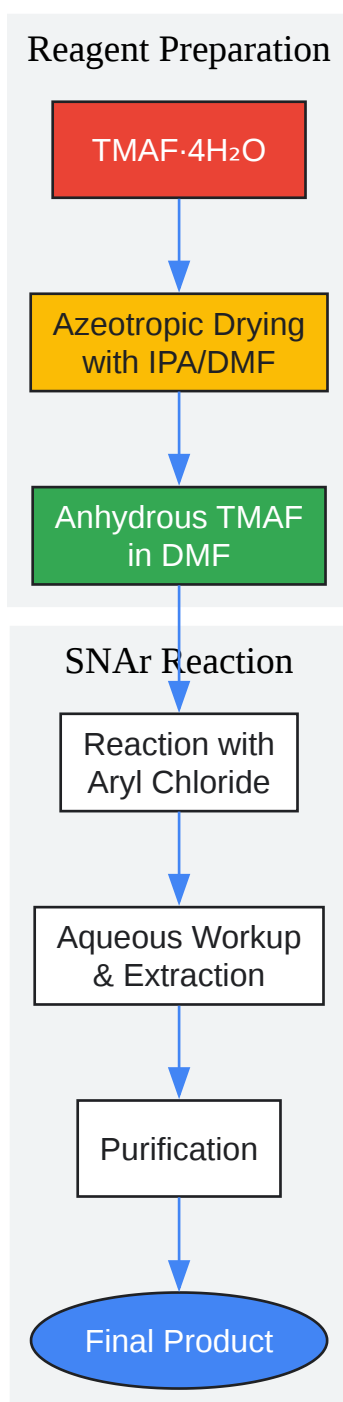 Reagent Preparation
TMAF·4H₂O
Azeotropic Drying
with IPA/DMF
Anhydrous TMAF
in DMF
SNAr Reaction
Reaction with
Aryl Chloride
Aqueous Workup
& Extraction
Purification
Final Product